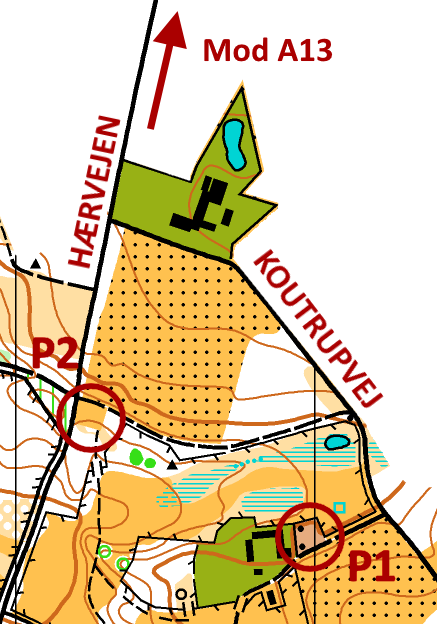 Mod A13
HÆRVEJEN
KOUTRUPVEJ
P2
P1